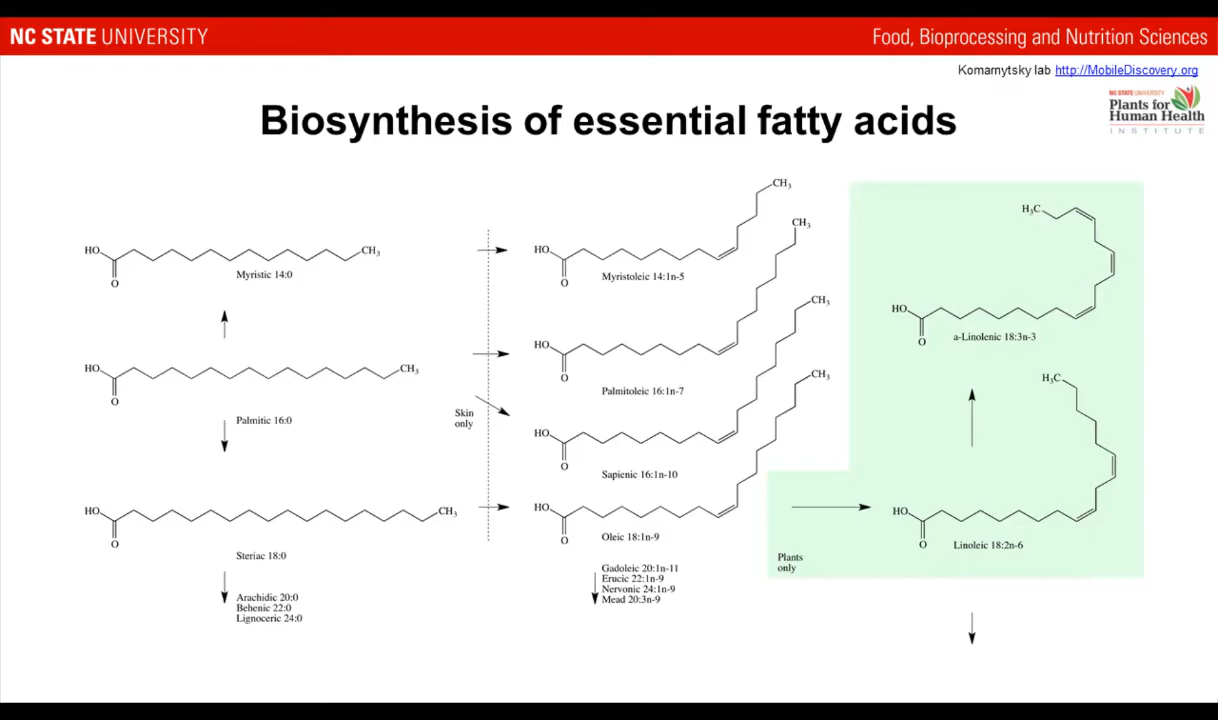 NC STATE UNIVERSITY
Food, Bioprocessing and Nutrition Sciences
Komarnytsky lab http://MobileDiscovery.org
NC STATE UNIVERSITY
Plants for
Human Health
INSTITUTE
Biosynthesis of essential fatty acids
HO
O
CH3
Myristic 14:0
HO
O
CH3
Palmitic 16:0
HO
O
CH3
Steriac 18:0
Arachidic 20:0
Behenic 22:0
Lignoceric 24:0
Skin
only
HO
O
CH3
Myristoleic 14:1n-5
HO
O
CH3
Palmitoleic 16:1n-7
HO
O
CH3
Sapienic 16:1n-10
HO
O
CH3
Oleic 18:1n-9
Gadoleic 20:1n-11
Erucic 22:1n-9
Nervonic 24:1n-9
Mead 20:3n-9
Plants
only
H3C
HO
O
a-Linolenic 18:3n-3
H3C
HO
O
Linoleic 18:2n-6